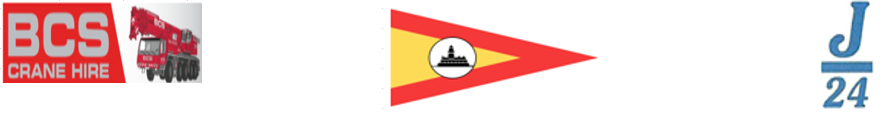 BCS
CRANE HIRE
J
24